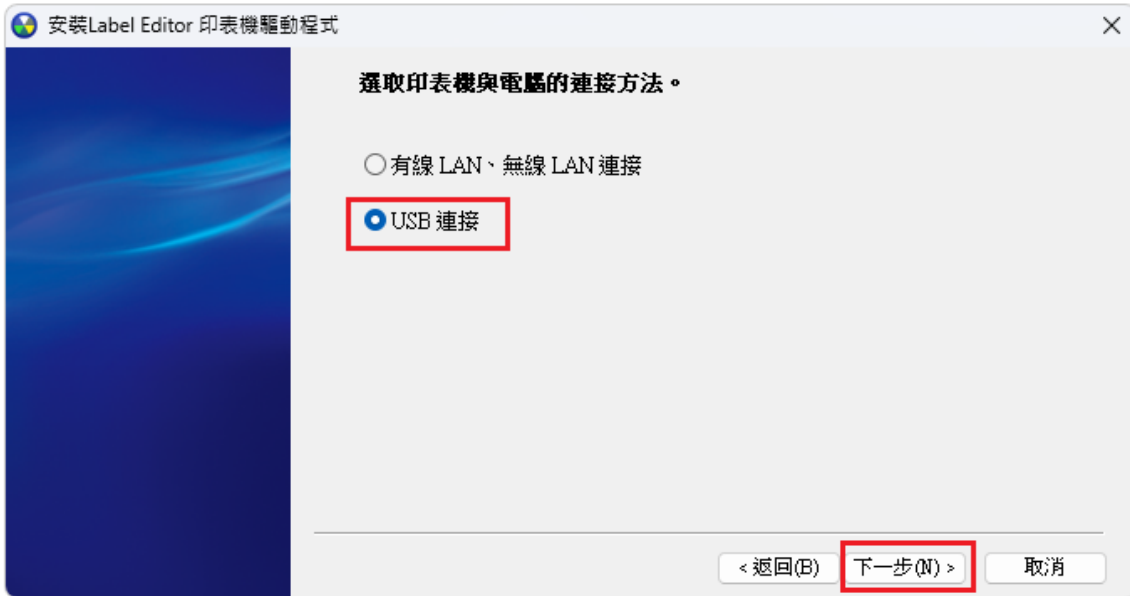 安裝Label Editor 印表機驅動程式
選取印表機與電腦的連接方法。
有線 LAN、無線 LAN 連接
USB 連接
<返回(B) 下一步(N) > 取消